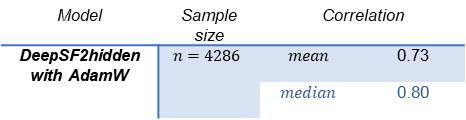 Model Sample size Correlation
DeepSF2hidden with AdamW n = 4286 mean 0.73
median 0.80